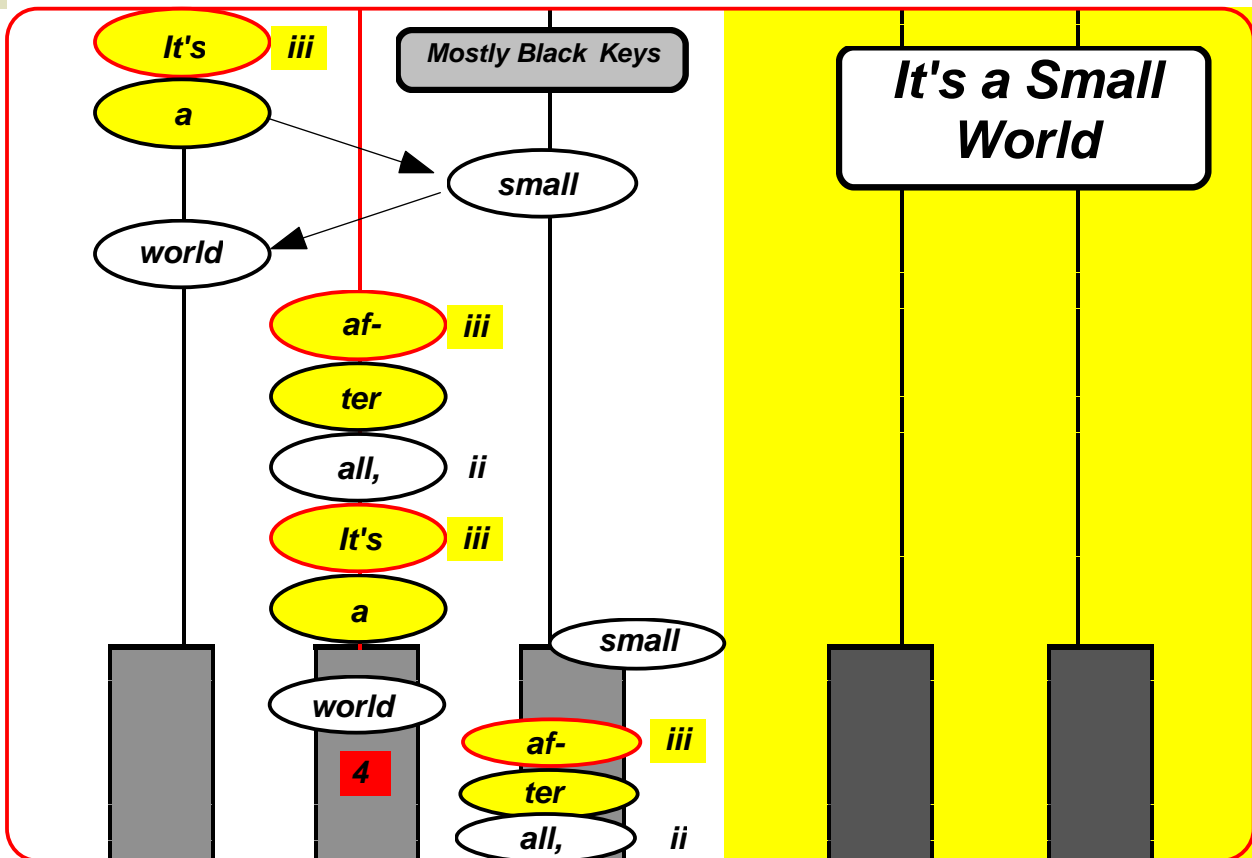 It's iii
Mostly Black Keys
It's a Small
World
a
small
world
af- iii
ter
all, ii
It's iii
a
small
world
af- iii
4
ter
all, ii